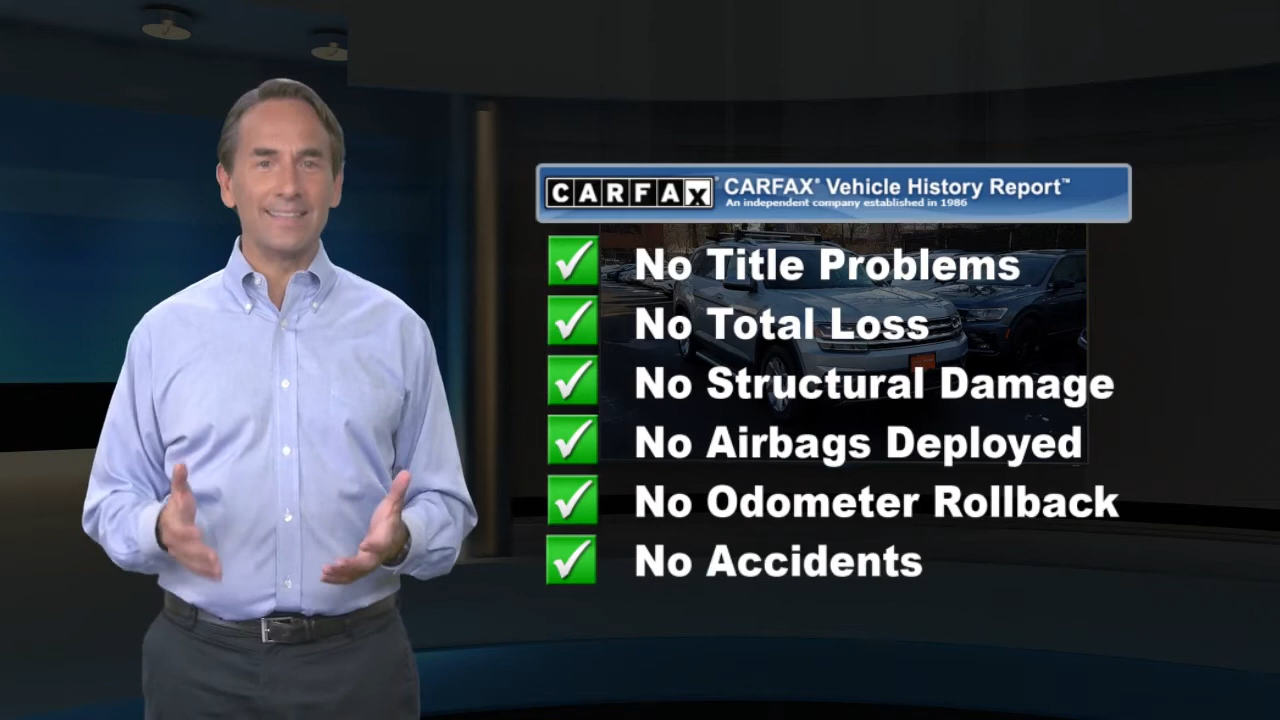 CARFAX® CARFAX® Vehicle History Report™
An independent company established in 1986
No Title Problems
No Total Loss
No Structural Damage
No Airbags Deployed
No Odometer Rollback
No Accidents